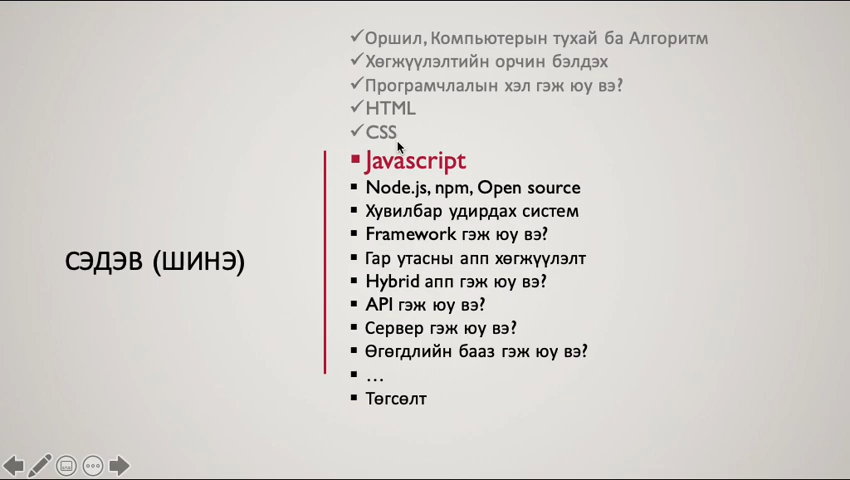 Оршил, Компьютерын тухай ба Алгоритм
Хөгжүүлэлтийн орчин бэлдэх
Програмчлалын хэл гэж юу вэ?
HTML
CSS
Javascript
Node.js, npm, Open source
Хувилбар удирдах систем
Framework гэж юу вэ?
Гар утасны апп хөгжүүлэлт
Hybrid апп гэж юу вэ?
API гэж юу вэ?
Сервер гэж юу вэ?
Өгөгдлийн бааз гэж юу вэ?
…
Төгсөлт
СЭДЭВ (ШИНЭ)